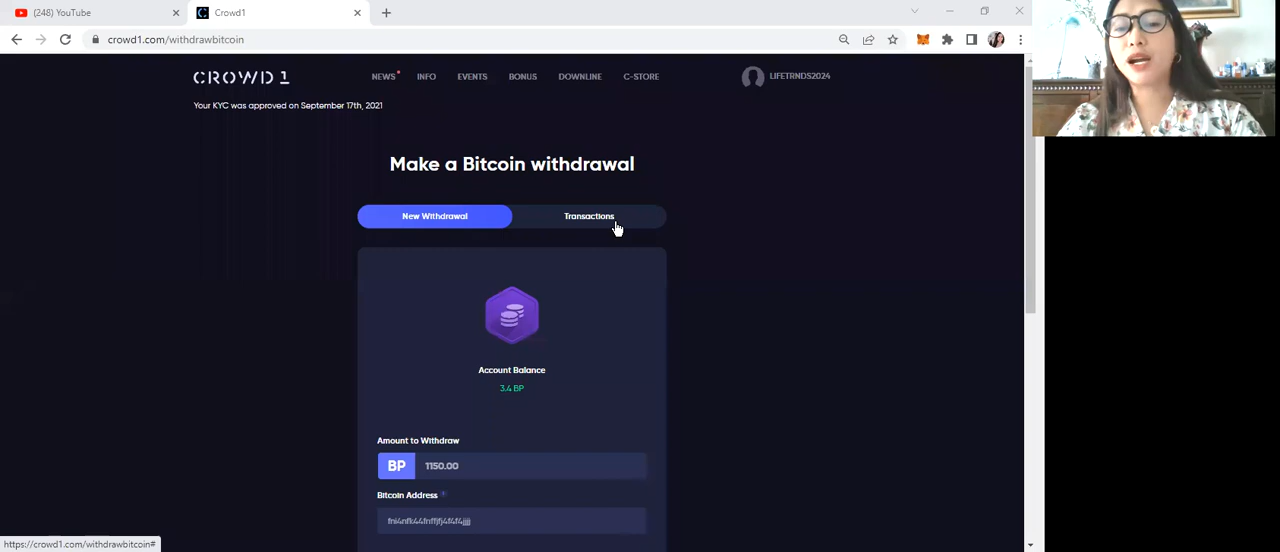 (248) YouTube
Crowd1
crowd1.com/withdrawbitcoin
CROWD1
NEWS INFO EVENTS BONUS DOWNLINE C-STORE LIFETRNDS2024
Your KYC was approved on September 17th, 2021
Make a Bitcoin withdrawal
New Withdrawal Transactions
Account Balance
3.4 BP
Amount to Withdraw
BP 1150.00
Bitcoin Address
https://crowd1.com/withdrawbitcoin#